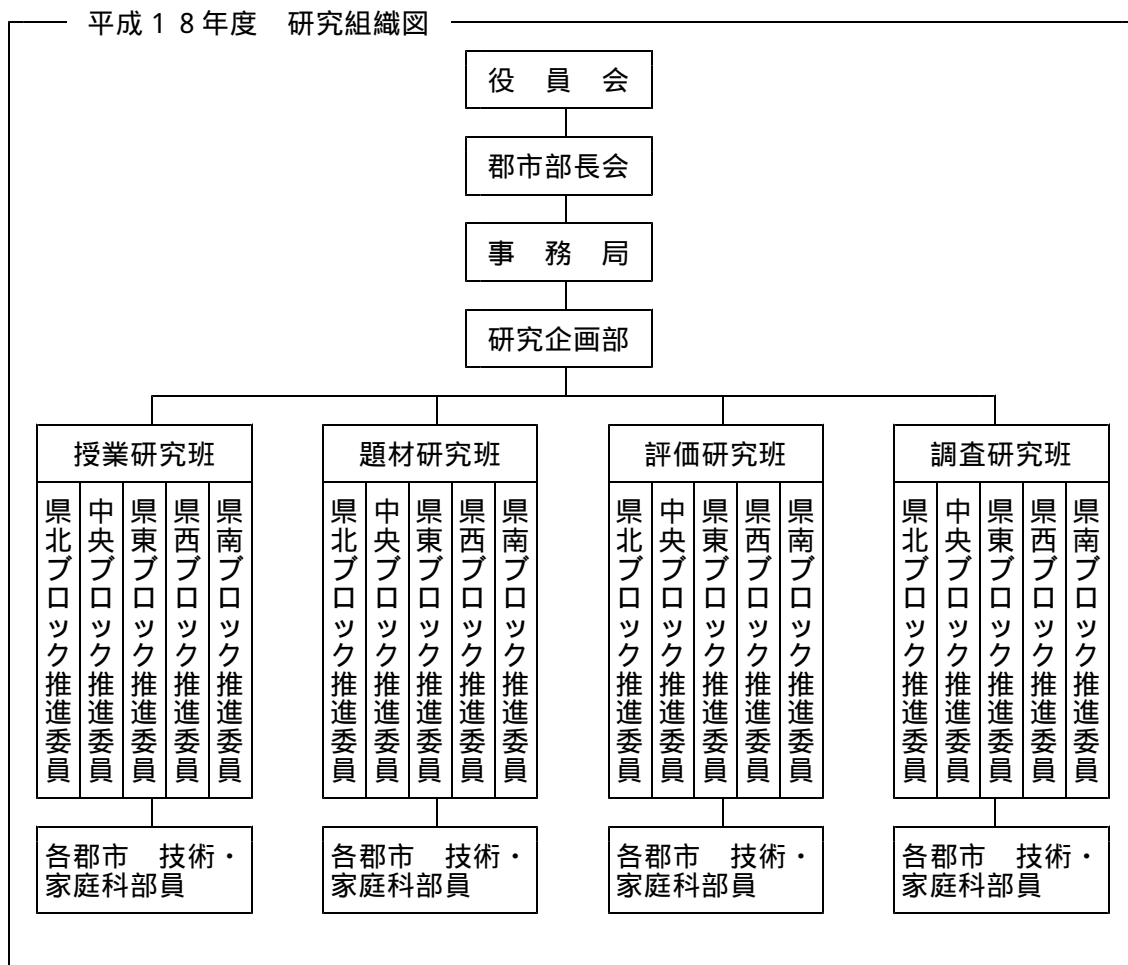 平成１８年度　研究組織図
役　員　会
郡市部長会
事　務　局
研究企画部
授業研究班
県北ブロック推進委員
中央ブロック推進委員
県東ブロック推進委員
県西ブロック推進委員
県南ブロック推進委員
各郡市　技術・
家庭科部員
題材研究班
県北ブロック推進委員
中央ブロック推進委員
県東ブロック推進委員
県西ブロック推進委員
県南ブロック推進委員
各郡市　技術・
家庭科部員
評価研究班
県北ブロック推進委員
中央ブロック推進委員
県東ブロック推進委員
県西ブロック推進委員
県南ブロック推進委員
各郡市　技術・
家庭科部員
調査研究班
県北ブロック推進委員
中央ブロック推進委員
県東ブロック推進委員
県西ブロック推進委員
県南ブロック推進委員
各郡市　技術・
家庭科部員